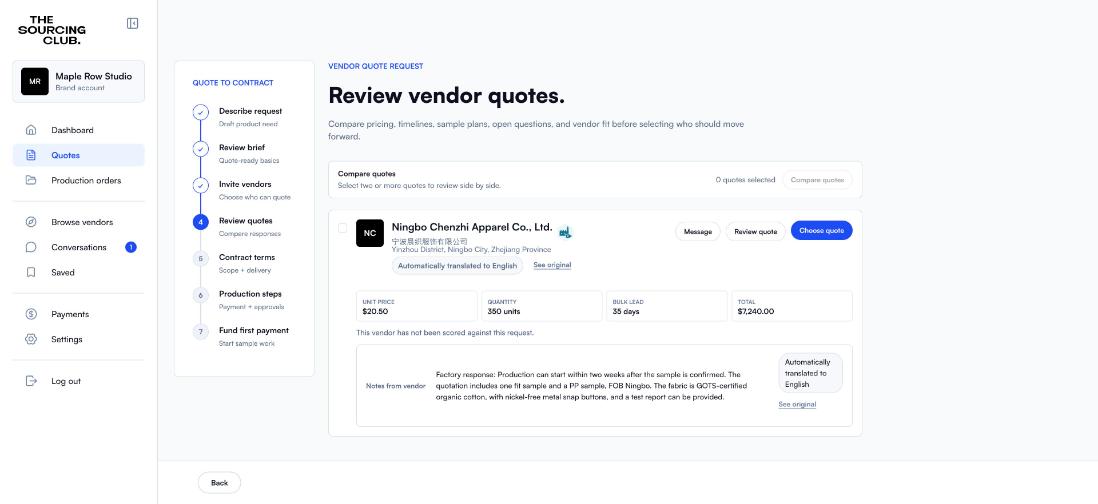 THE
SOURCING
CLUB.
MR
Maple Row Studio
Brand account
Dashboard
Quotes
Production orders
Browse vendors
Conversations 1
Saved
Payments
Settings
Log out
QUOTE TO CONTRACT
Describe request
Draft product need
Review brief
Quote-ready basics
Invite vendors
Choose who can quote
4
Review quotes
Compare responses
5
Contract terms
Scope + delivery
6
Production steps
Payment + approvals
7
Fund first payment
Start sample work
VENDOR QUOTE REQUEST
Review vendor quotes.
Compare pricing, timelines, sample plans, open questions, and vendor fit before selecting who should move
forward.
Compare quotes
Select two or more quotes to review side by side.
0 quotes selected
Compare quotes
NC
Ningbo Chenzhi Apparel Co., Ltd.
宁波晨织服饰有限公司
Yinzhou District, Ningbo City, Zhejiang Province
Automatically translated to English
See original
Message
Review quote
Choose quote
UNIT PRICE
$20.50
QUANTITY
350 units
BULK LEAD
35 days
TOTAL
$7,240.00
This vendor has not been scored against this request.
Notes from vendor
Factory response: Production can start within two weeks after the sample is confirmed. The
quotation includes one fit sample and a PP sample, FOB Ningbo. The fabric is GOTS-certified
organic cotton, with nickel-free metal snap buttons, and a test report can be provided.
Automatically
translated to
English
See original
Back